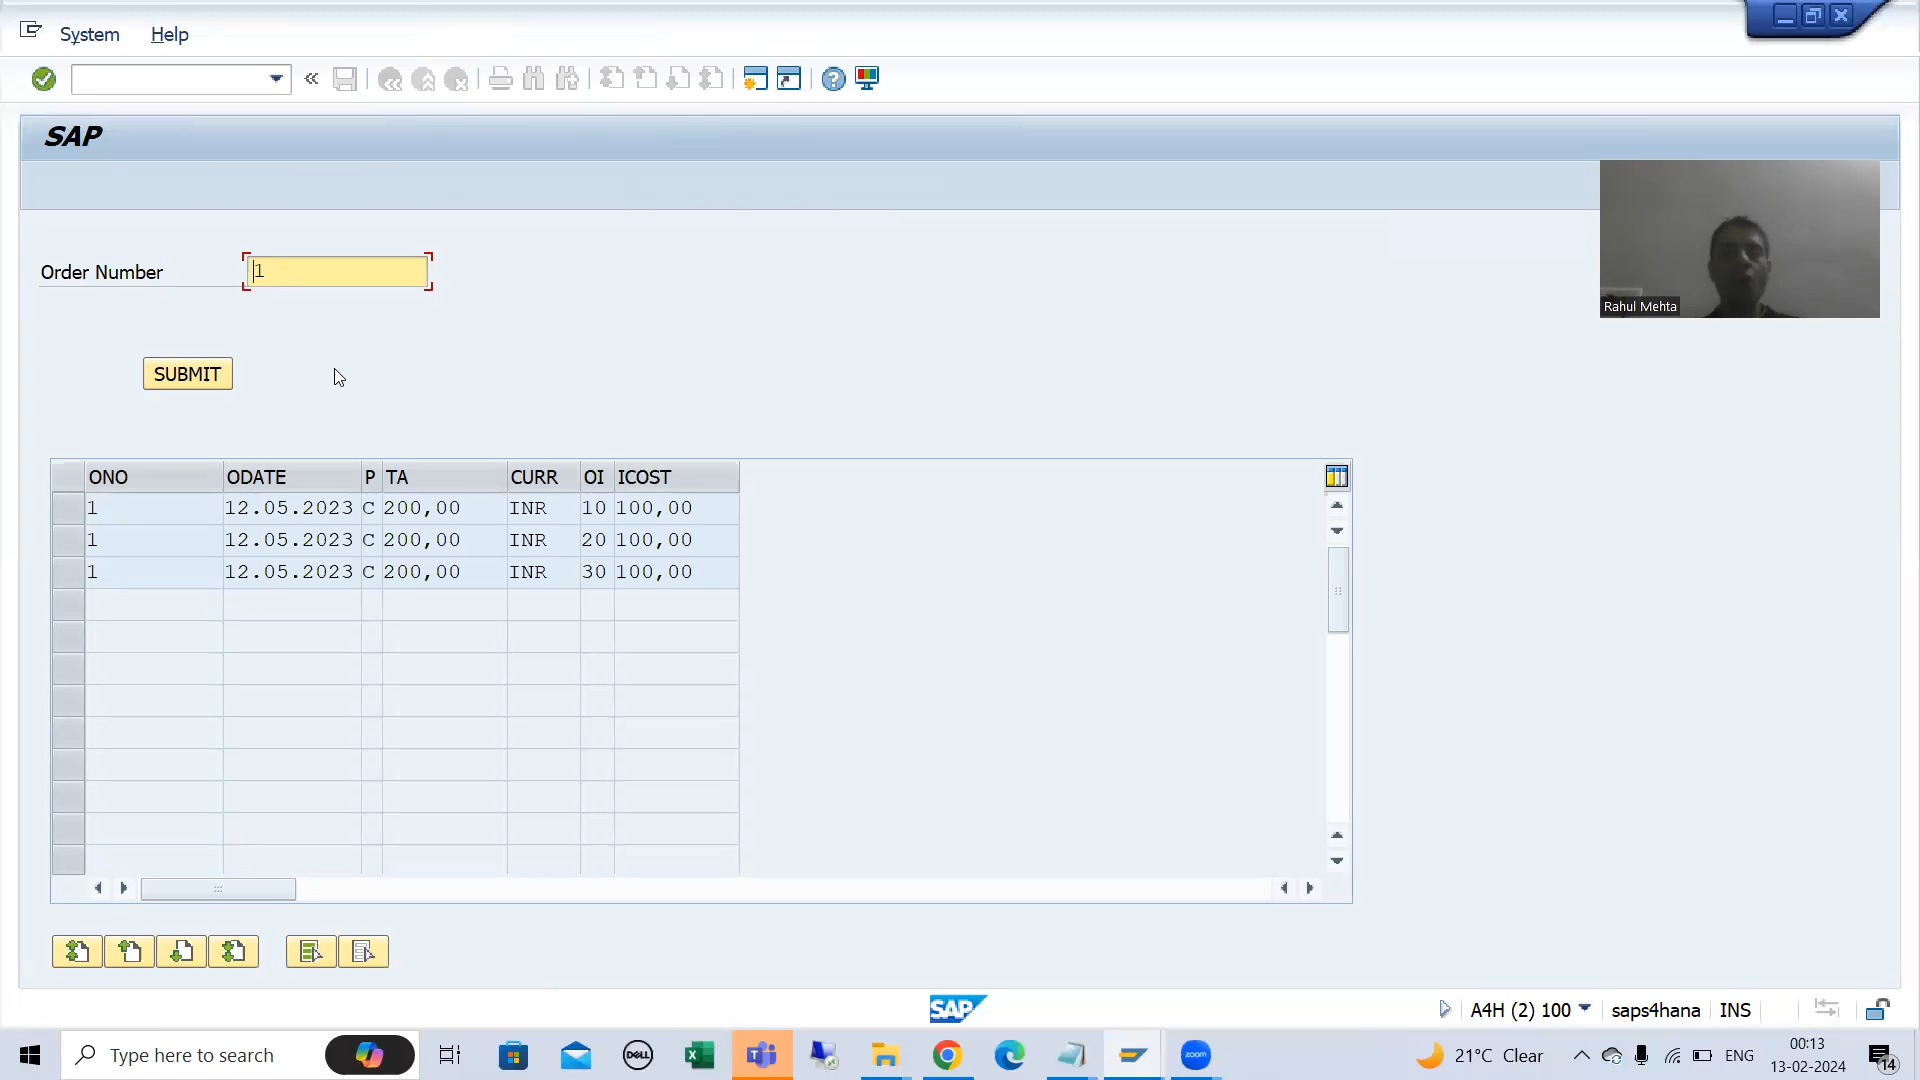 System Help
SAP
Order Number 1
Rahul Mehta
SUBMIT
ONO ODATE P TA CURR OI ICOST
1 12.05.2023 C 200,00 INR 10 100,00
1 12.05.2023 C 200,00 INR 20 100,00
1 12.05.2023 C 200,00 INR 30 100,00
SAP
A4H (2) 100 saps4hana INS
Type here to search
DELL
zoom
21°C Clear
ENG
00:13
13-02-2024
14